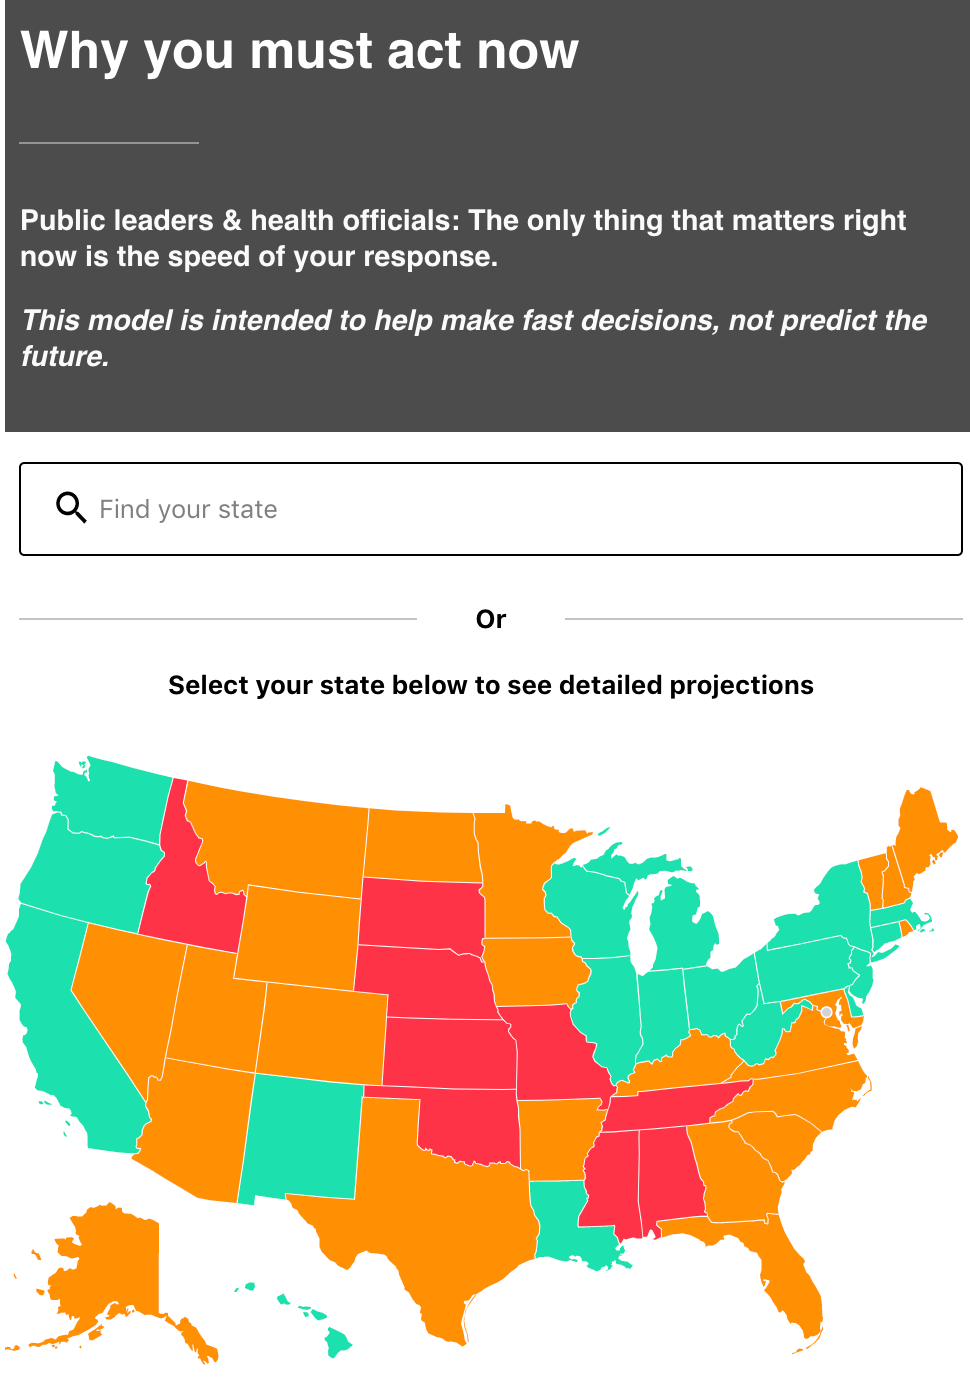 Why you must act now
Public leaders & health officials: The only thing that matters right
now is the speed of your response.
This model is intended to help make fast decisions, not predict the
future.
Find your state
Or
Select your state below to see detailed projections